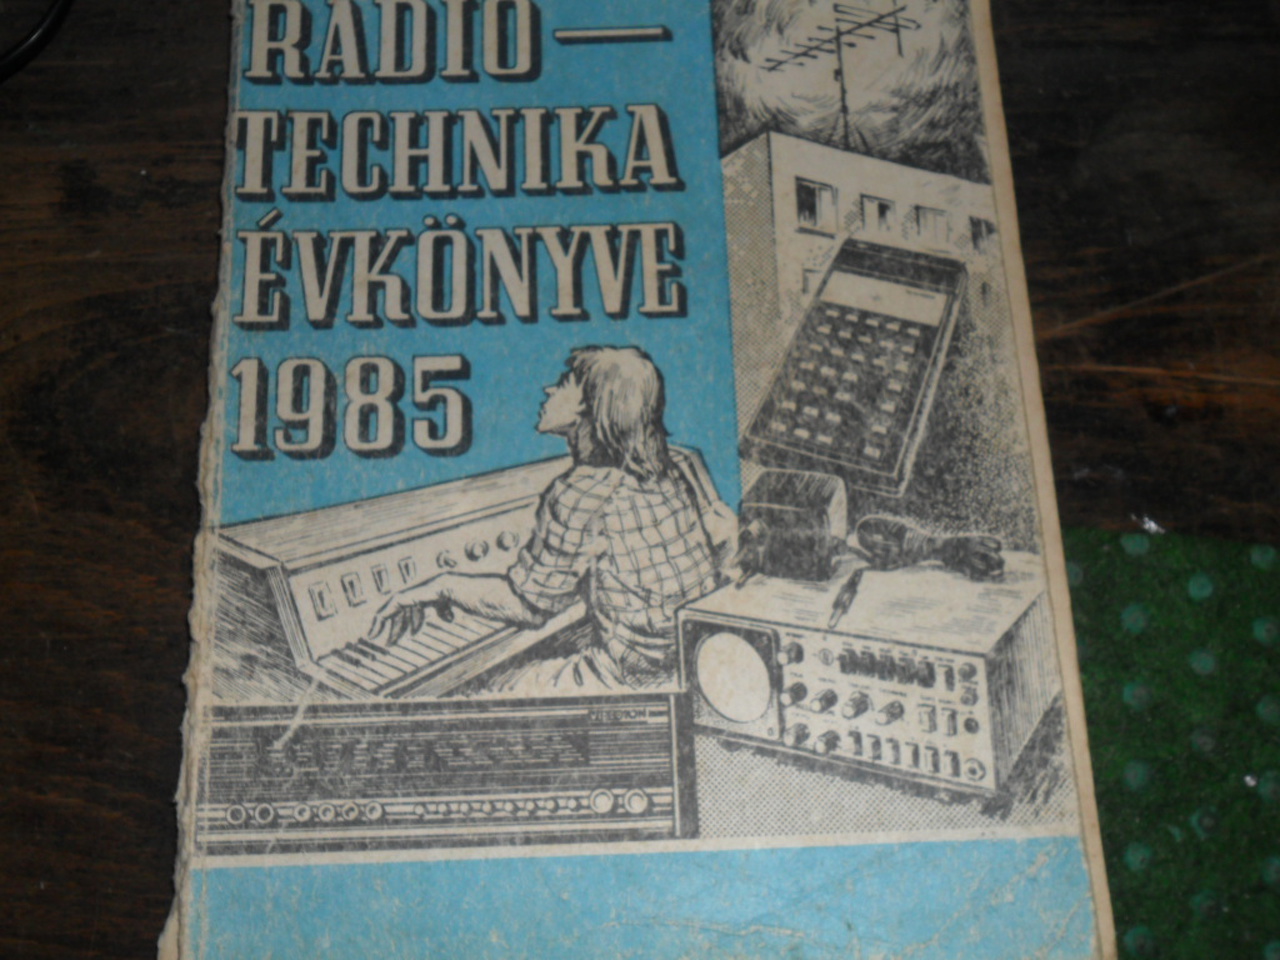 RÁDIÓ—
TECHNIKA
ÉVKÖNYVE
1985